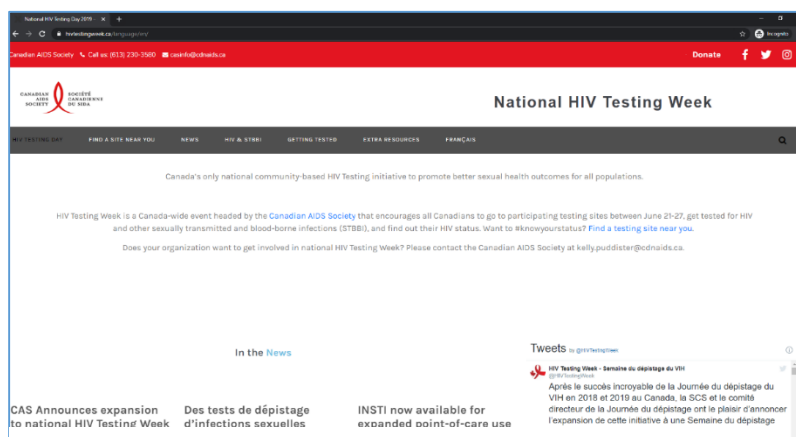 National HIV Testing Day 2019 -
hivtestingweek.ca/language/en/
Incognito
Canadian AIDS Society Call us: (613) 230-3580 casinfo@cdnaids.ca
Donate
CANADIAN AIDS SOCIETY
SOCIÉTÉ CANADIENNE DU SIDA
National HIV Testing Week
HIV TESTING DAY FIND A SITE NEAR YOU NEWS HIV & STBBI GETTING TESTED EXTRA RESOURCES FRANÇAIS
Canada's only national community-based HIV Testing initiative to promote better sexual health outcomes for all populations.
HIV Testing Week is a Canada-wide event headed by the Canadian AIDS Society that encourages all Canadians to go to participating testing sites between June 21-27, get tested for HIV
and other sexually transmitted and blood-borne infections (STBBI), and find out their HIV status. Want to #knowyourstatus? Find a testing site near you.
Does your organization want to get involved in national HIV Testing Week? Please contact the Canadian AIDS Society at kelly.puddister@cdnaids.ca.
In the News
Tweets by @HIVTestingWeek
HIV Testing Week - Semaine du dépistage du VIH
@HIVTestingWeek
Après le succès incroyable de la Journée du dépistage du
VIH en 2018 et 2019 au Canada, la SCS et le comité
directeur de la Journée du dépistage ont le plaisir d'annoncer
l'expansion de cette initiative à une Semaine du dépistage
CAS Announces expansion
to national HIV Testing Week
Des tests de dépistage
d'infections sexuelles
INSTI now available for
expanded point-of-care use